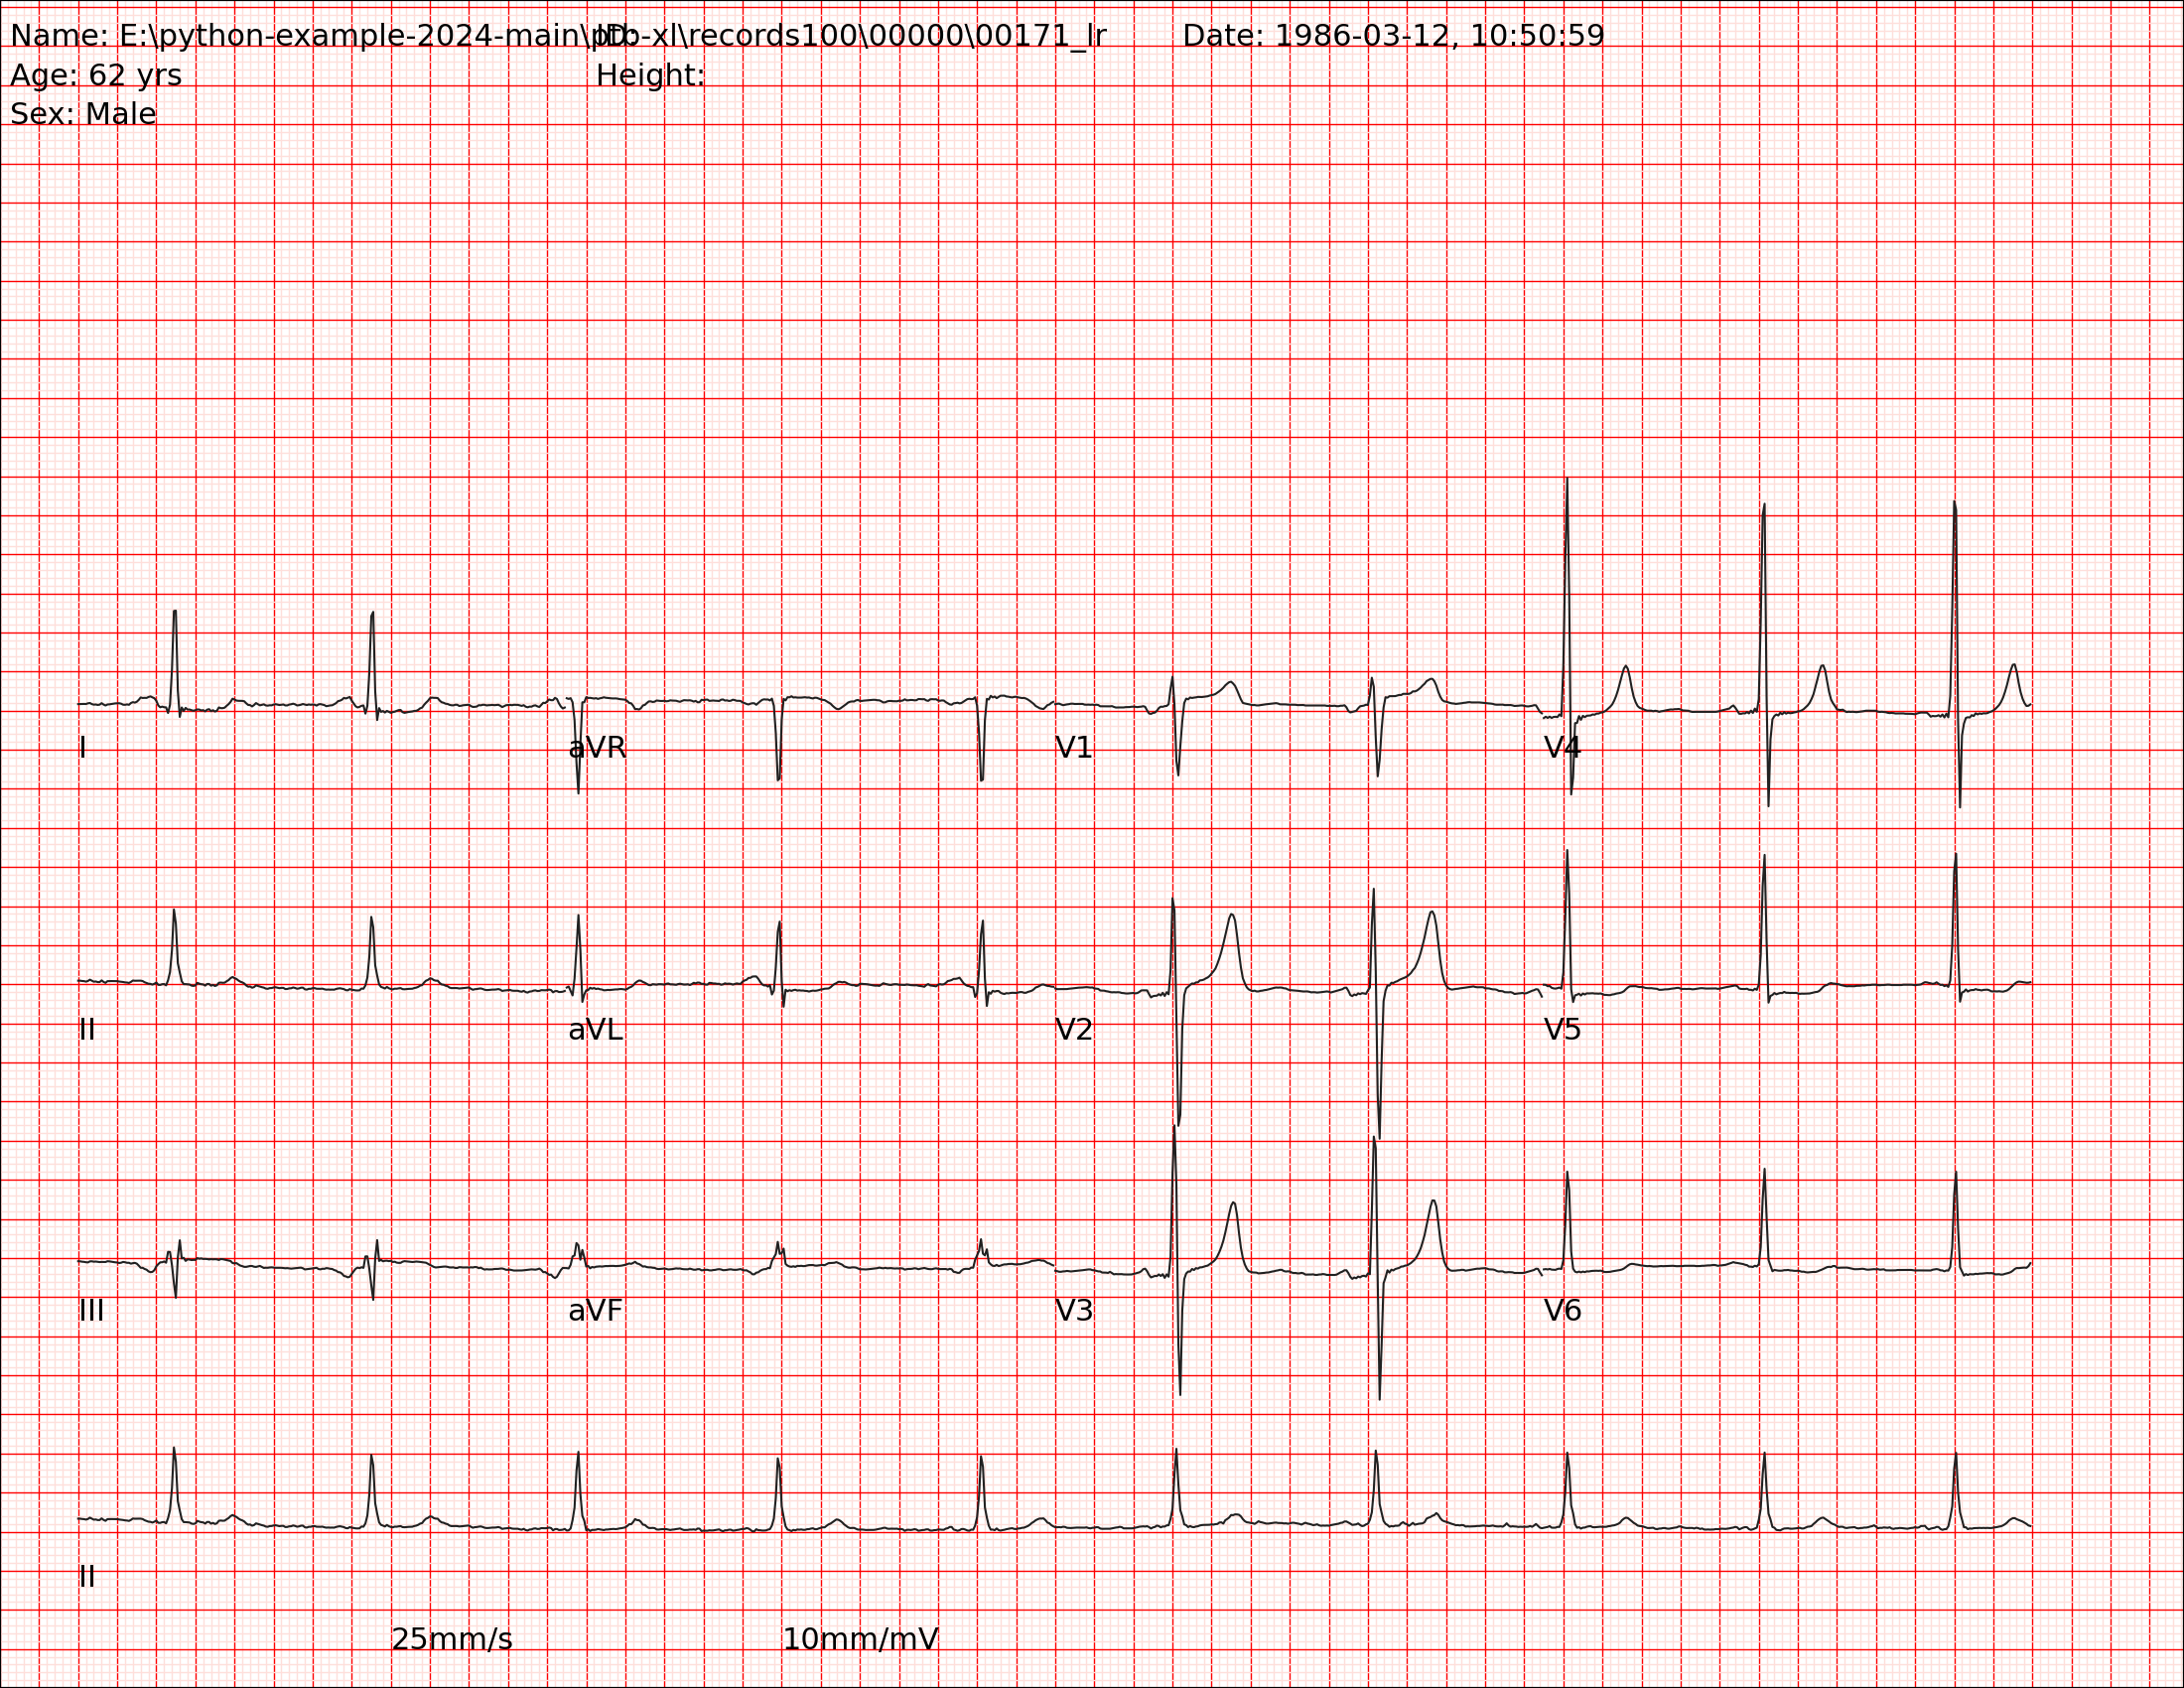 Name: E:\python-example-2024-main\ptb-xl\records100\00000\00171_lr ID: Date: 1986-03-12, 10:50:59
Age: 62 yrs Height:
Sex: Male
I aVR V1 V4
II aVL V2 V5
III aVF V3 V6
II
25mm/s 10mm/mV